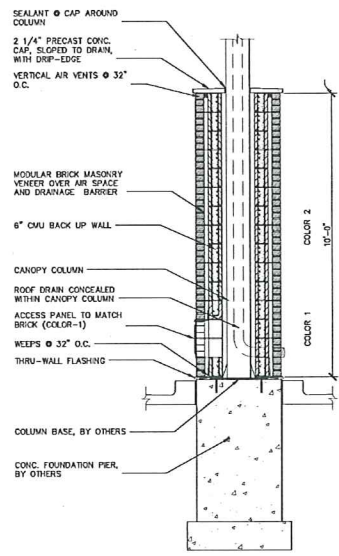 SEALANT @ CAP AROUND
COLUMN
2 1/4" PRECAST CONC.
CAP, SLOPED TO DRAIN,
WITH DRIP-EDGE
VERTICAL AIR VENTS @ 32"
O.C.
MODULAR BRICK MASONRY
VENEER OVER AIR SPACE
AND DRAINAGE BARRIER
6" CMU BACK UP WALL
CANOPY COLUMN
ROOF DRAIN CONCEALED
WITHIN CANOPY COLUMN
ACCESS PANEL TO MATCH
BRICK (COLOR-1)
WEEPS @ 32" O.C.
THRU-WALL FLASHING
COLUMN BASE, BY OTHERS
CONC. FOUNDATION PIER,
BY OTHERS
COLOR 2
10'-0"
COLOR 1